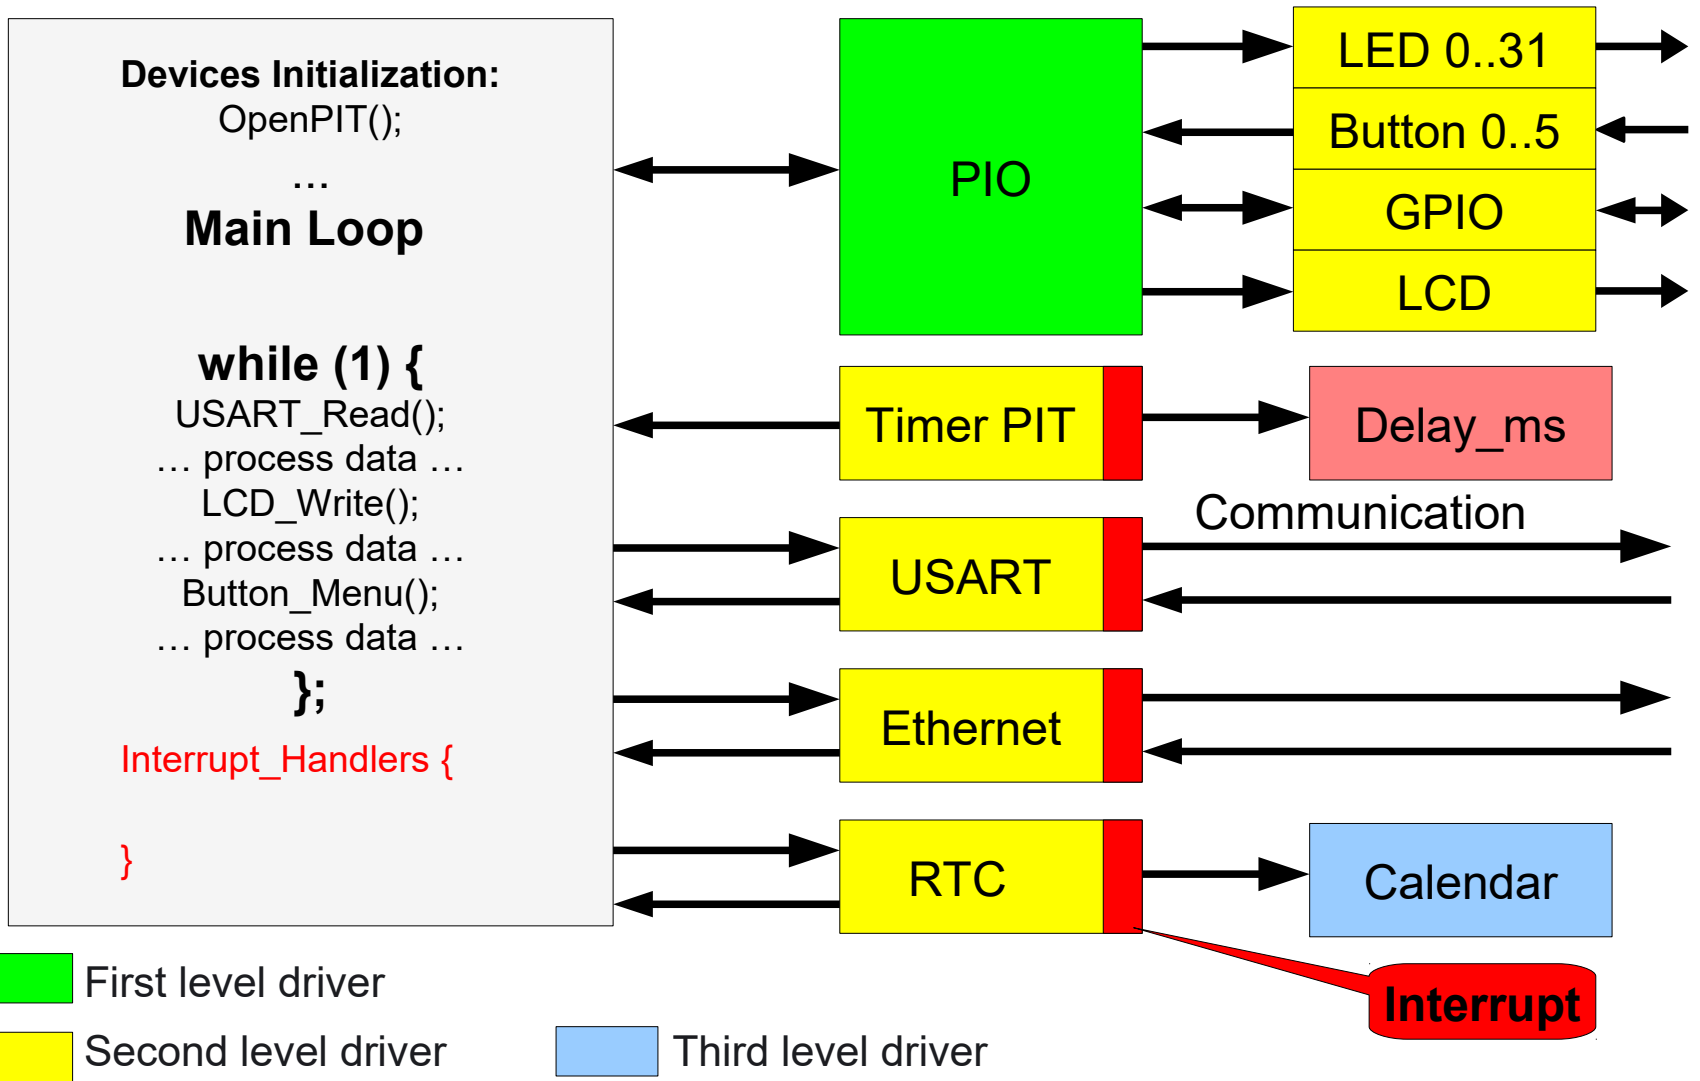 Devices Initialization:
OpenPIT();
...
Main Loop
while (1) {
USART_Read();
... process data ...
LCD_Write();
... process data ...
Button_Menu();
... process data ...
};
Interrupt_Handlers {
}
PIO
LED 0..31
Button 0..5
GPIO
LCD
Timer PIT
Delay_ms
Communication
USART
Ethernet
RTC
Calendar
Interrupt
First level driver
Second level driver
Third level driver